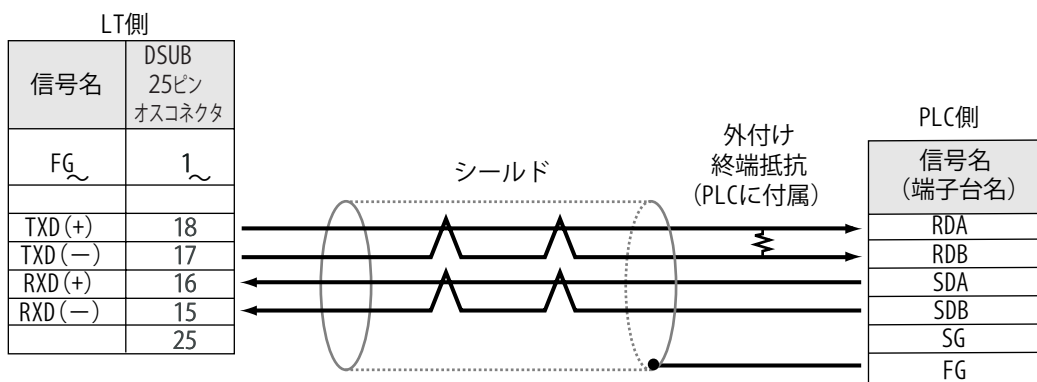 LT側
信号名
DSUB
25ピン
オスコネクタ
FG 1
TXD(+) 18
TXD(－) 17
RXD(+) 16
RXD(－) 15
25
シールド
外付け
終端抵抗
(PLCに付属)
PLC側
信号名
(端子台名)
RDA
RDB
SDA
SDB
SG
FG